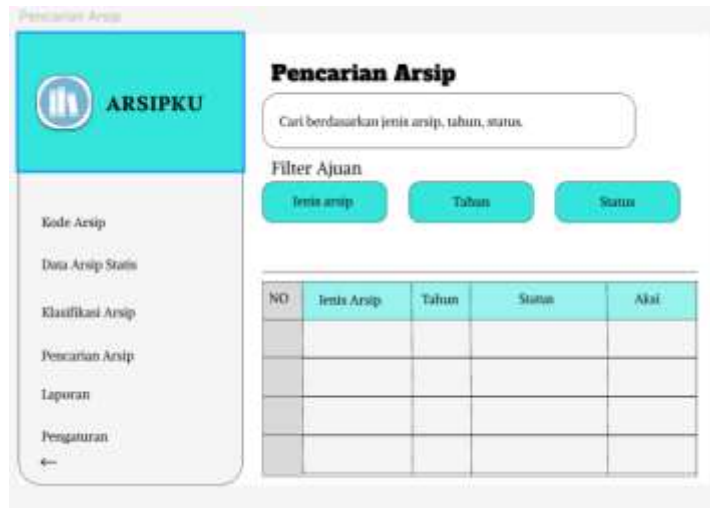 Pencarian Arsip
ARSIPKU
Kode Arsip
Data Arsip Statis
Klasifikasi Arsip
Pencarian Arsip
Laporan
Pengaturan
←
Pencarian Arsip
Cari berdasarkan jenis arsip, tahun, status.
Filter Ajuan
Jenis arsip Tahun Status
NO Jenis Arsip Tahun Status Aksi